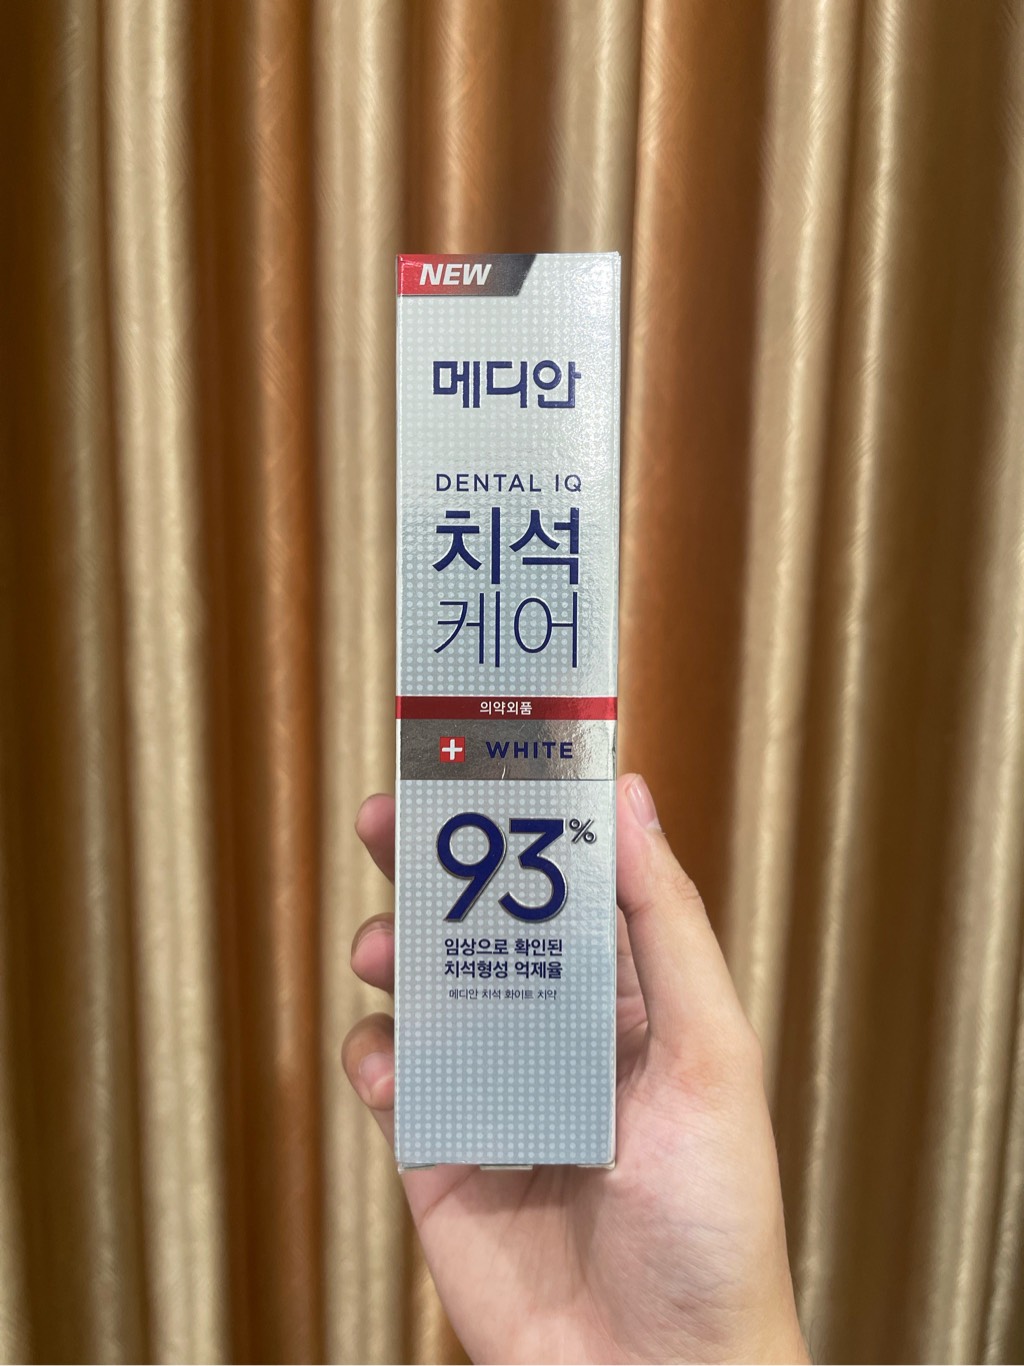 NEW
메디안
DENTAL IQ
치석
케어
의약외품
WHITE
93%
임상으로 확인된
치석형성 억제율
메디안 치석 화이트 치약